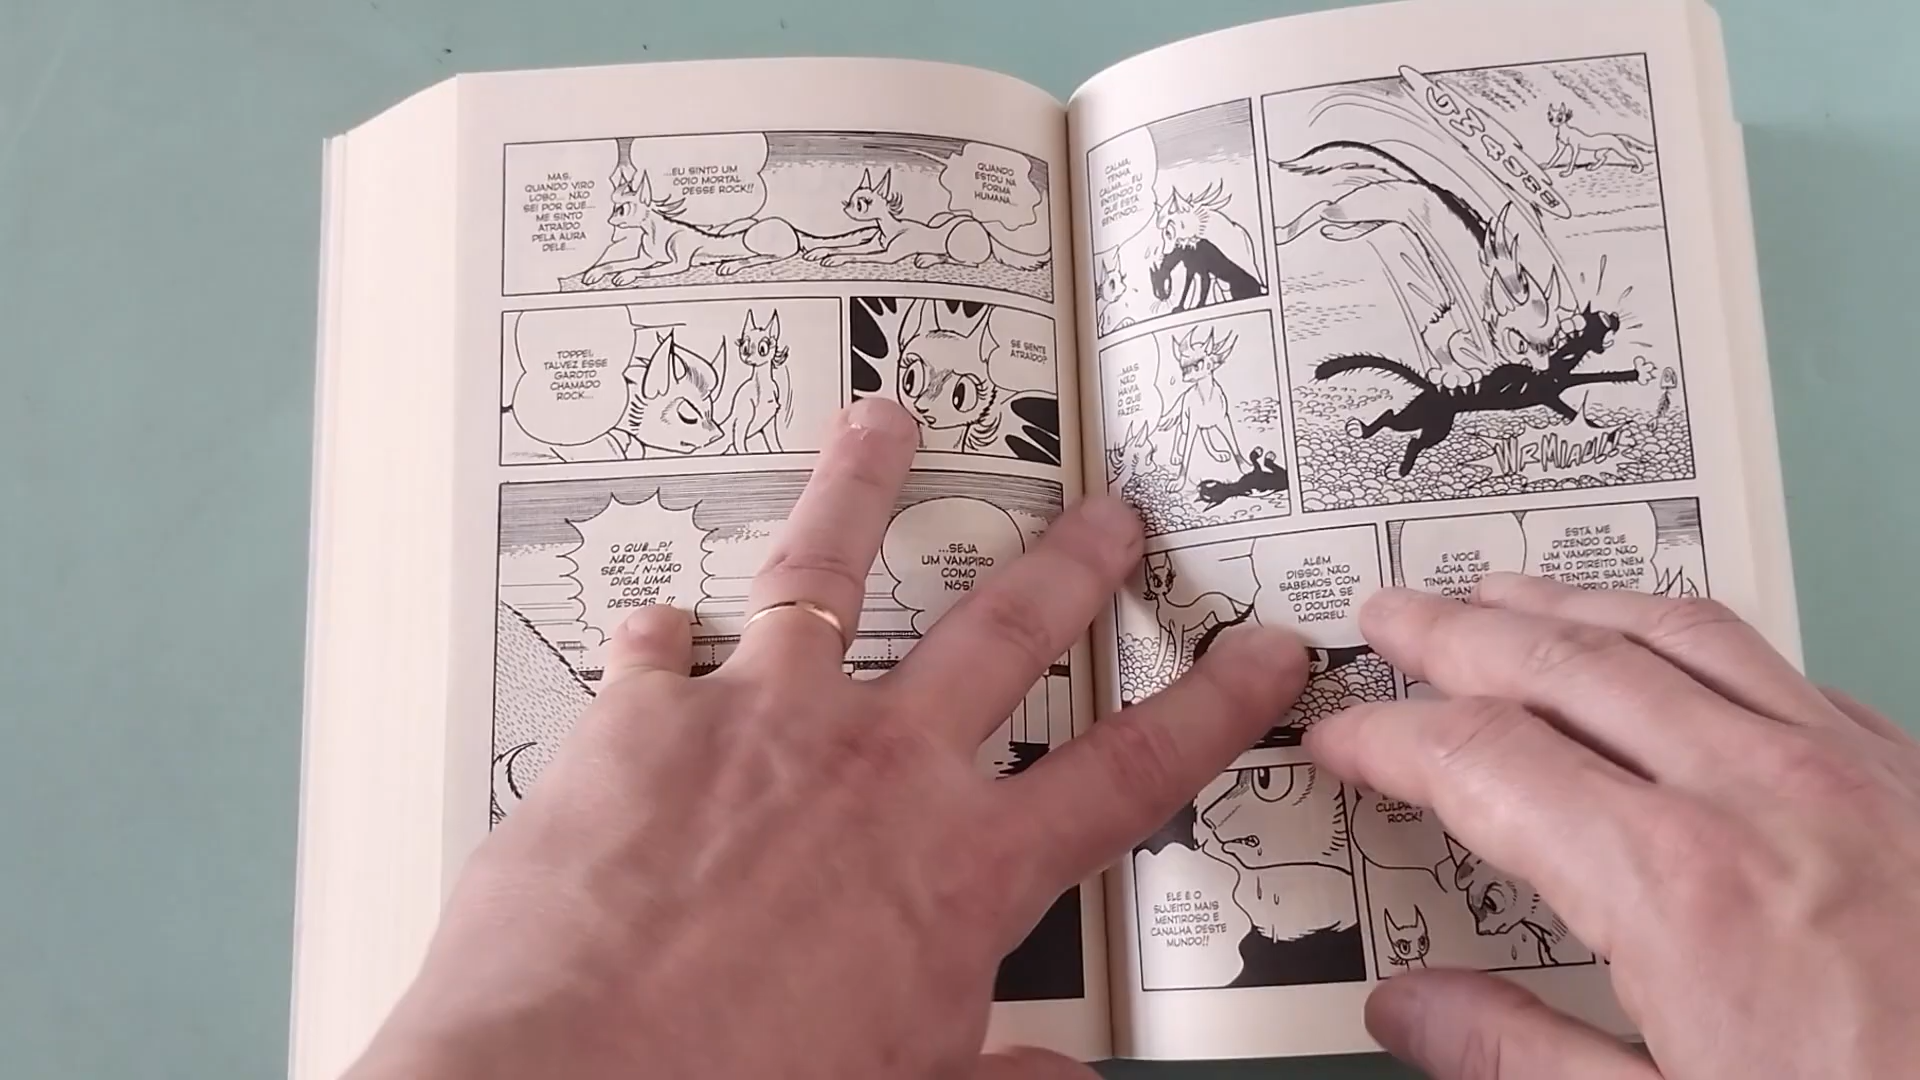 MAS,
QUANDO VIRO
LOBO... NÃO
SEI POR QUE...
ME SINTO
ATRAÍDO
PELA AURA
DELE...
...EU SINTO UM
ÓDIO MORTAL
DESSE ROCK!!
QUANDO
ESTOU NA
FORMA
HUMANA...
TOPPEI,
TALVEZ ESSE
GAROTO
CHAMADO
ROCK...
SE SENTE
ATRAÍDO?
O QUE...?!
NÃO PODE
SER...! N-NÃO
DIGA UMA
COISA
DESSAS...!!
...SEJA
UM VAMPIRO
COMO
NÓS!
CALMA,
TENHA
CALMA... EU
ENTENDO O
QUE ESTÁ
SENTINDO...
...MAS
NÃO
HAVIA
O QUE
FAZER.
WRMIAUU!
ALÉM
DISSO, NÃO
SABEMOS COM
CERTEZA SE
O DOUTOR
MORREU.
E VOCÊ
ACHA QUE
TINHA
ESTÁ ME
DIZENDO QUE
UM VAMPIRO NÃO
TEM O DIREITO NEM
DE TENTAR SALVAR
PAI?!
ELE É O
SUJEITO MAIS
MENTIROSO E
CANALHA DESTE
MUNDO!!
CULPA
ROCK!